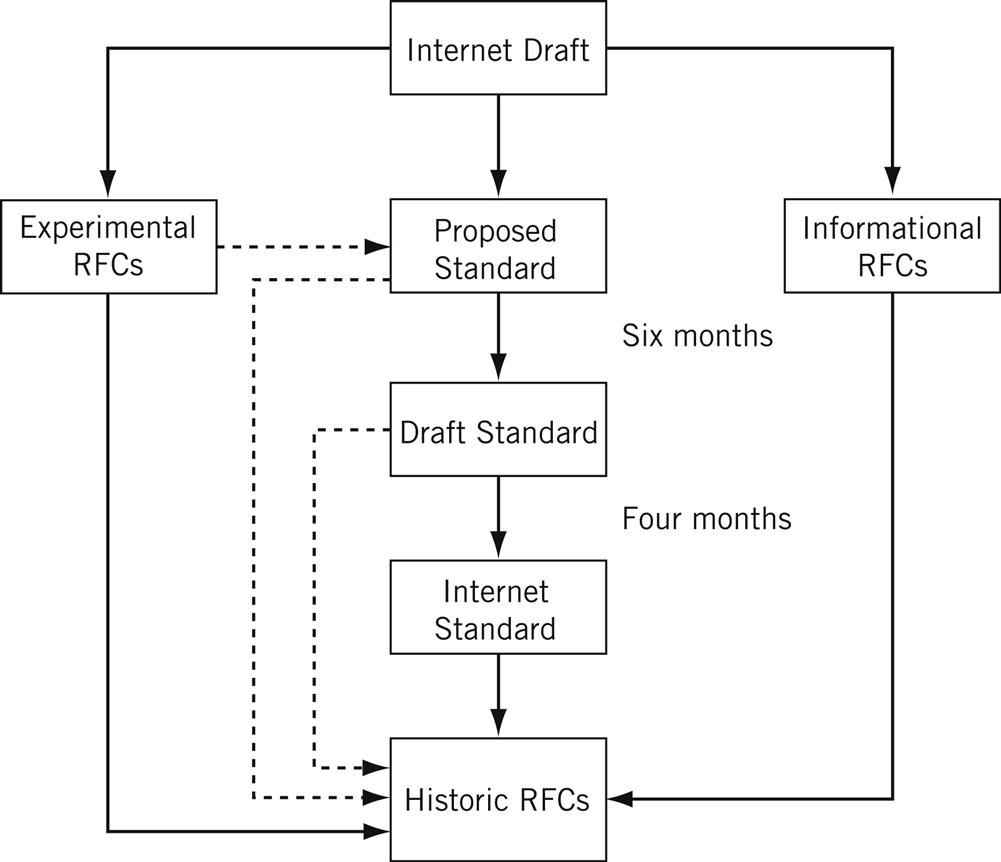 Internet Draft
Experimental
RFCs
Proposed
Standard
Informational
RFCs
Six months
Draft Standard
Four months
Internet
Standard
Historic RFCs